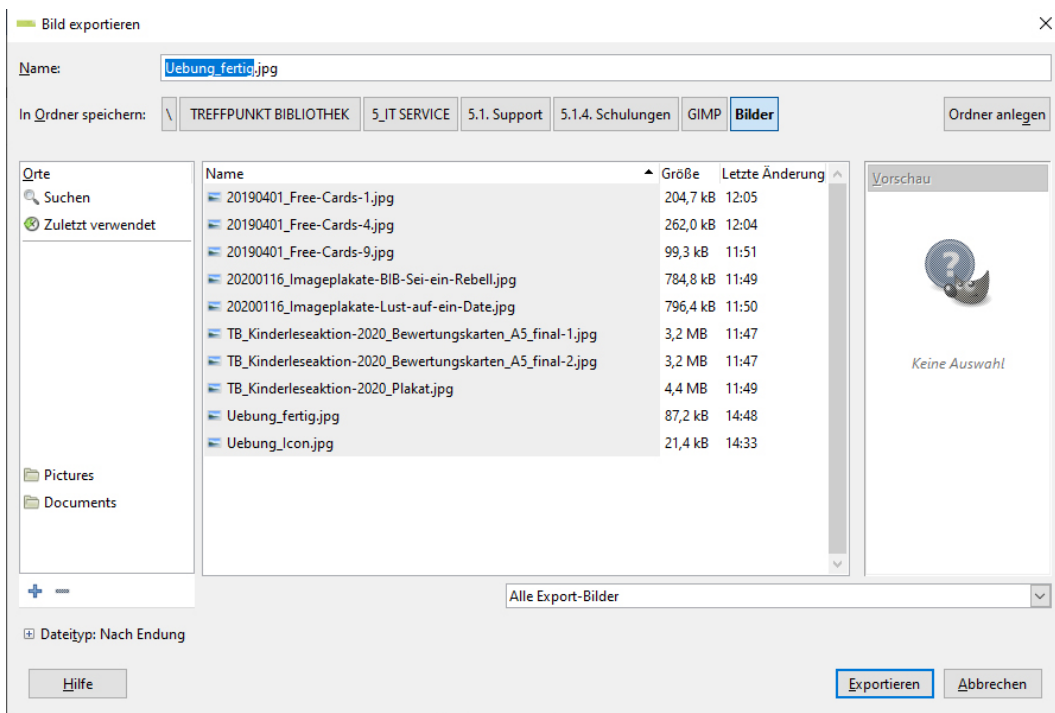 Bild exportieren
Name: Uebung_fertig.jpg
In Ordner speichern: \ TREFFPUNKT BIBLIOTHEK 5_IT SERVICE 5.1. Support 5.1.4. Schulungen GIMP Bilder Ordner anlegen
Orte
Suchen
Zuletzt verwendet
Pictures
Documents
Name Größe Letzte Änderung
20190401_Free-Cards-1.jpg 204,7 kB 12:05
20190401_Free-Cards-4.jpg 262,0 kB 12:04
20190401_Free-Cards-9.jpg 99,3 kB 11:51
20200116_Imageplakate-BIB-Sei-ein-Rebell.jpg 784,8 kB 11:49
20200116_Imageplakate-Lust-auf-ein-Date.jpg 796,4 kB 11:50
TB_Kinderleseaktion-2020_Bewertungskarten_A5_final-1.jpg 3,2 MB 11:47
TB_Kinderleseaktion-2020_Bewertungskarten_A5_final-2.jpg 3,2 MB 11:47
TB_Kinderleseaktion-2020_Plakat.jpg 4,4 MB 11:49
Uebung_fertig.jpg 87,2 kB 14:48
Uebung_Icon.jpg 21,4 kB 14:33
Vorschau
Keine Auswahl
Alle Export-Bilder
Dateityp: Nach Endung
Hilfe Exportieren Abbrechen